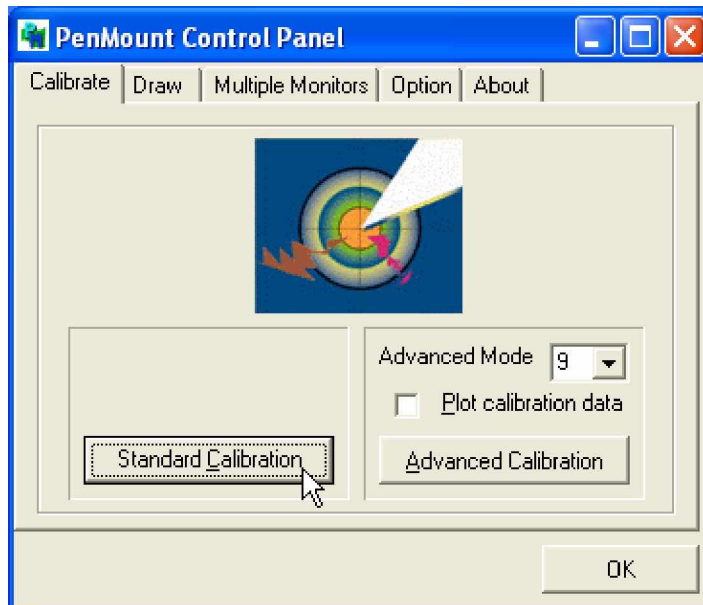 PenMount Control Panel
Calibrate Draw Multiple Monitors Option About
Advanced Mode 9
Plot calibration data
Standard Calibration Advanced Calibration
OK